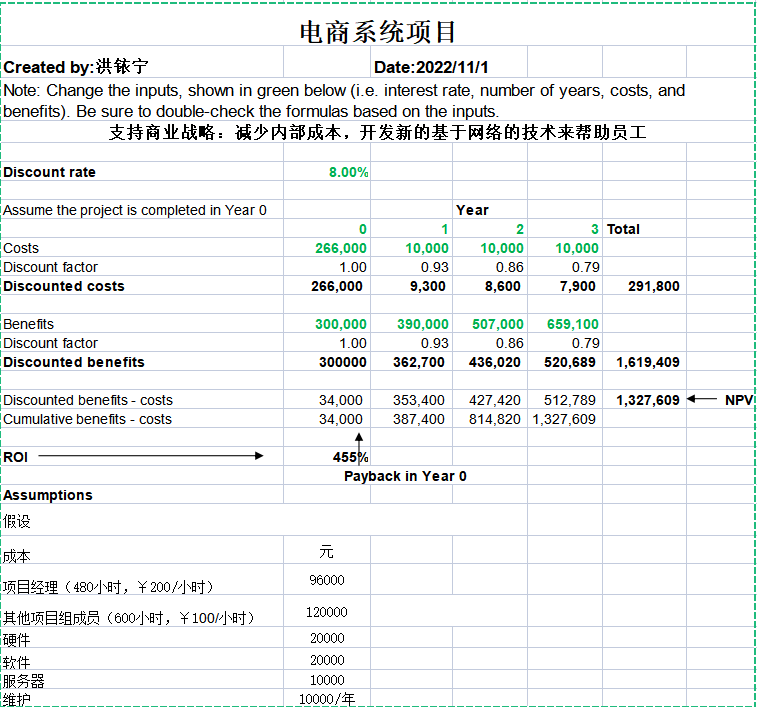 电商系统项目
Created by:洪铱宁 Date:2022/11/1
Note: Change the inputs, shown in green below (i.e. interest rate, number of years, costs, and
benefits). Be sure to double-check the formulas based on the inputs.
支持商业战略：减少内部成本，开发新的基于网络的技术来帮助员工
Discount rate 8.00%
Assume the project is completed in Year 0 Year
0 1 2 3 Total
Costs 266,000 10,000 10,000 10,000
Discount factor 1.00 0.93 0.86 0.79
Discounted costs 266,000 9,300 8,600 7,900 291,800
Benefits 300,000 390,000 507,000 659,100
Discount factor 1.00 0.93 0.86 0.79
Discounted benefits 300000 362,700 436,020 520,689 1,619,409
Discounted benefits - costs 34,000 353,400 427,420 512,789 1,327,609 NPV
Cumulative benefits - costs 34,000 387,400 814,820 1,327,609
ROI 455%
Payback in Year 0
Assumptions
假设
成本 元
项目经理（480小时，￥200/小时） 96000
其他项目组成员（600小时，￥100/小时） 120000
硬件 20000
软件 20000
服务器 10000
维护 10000/年